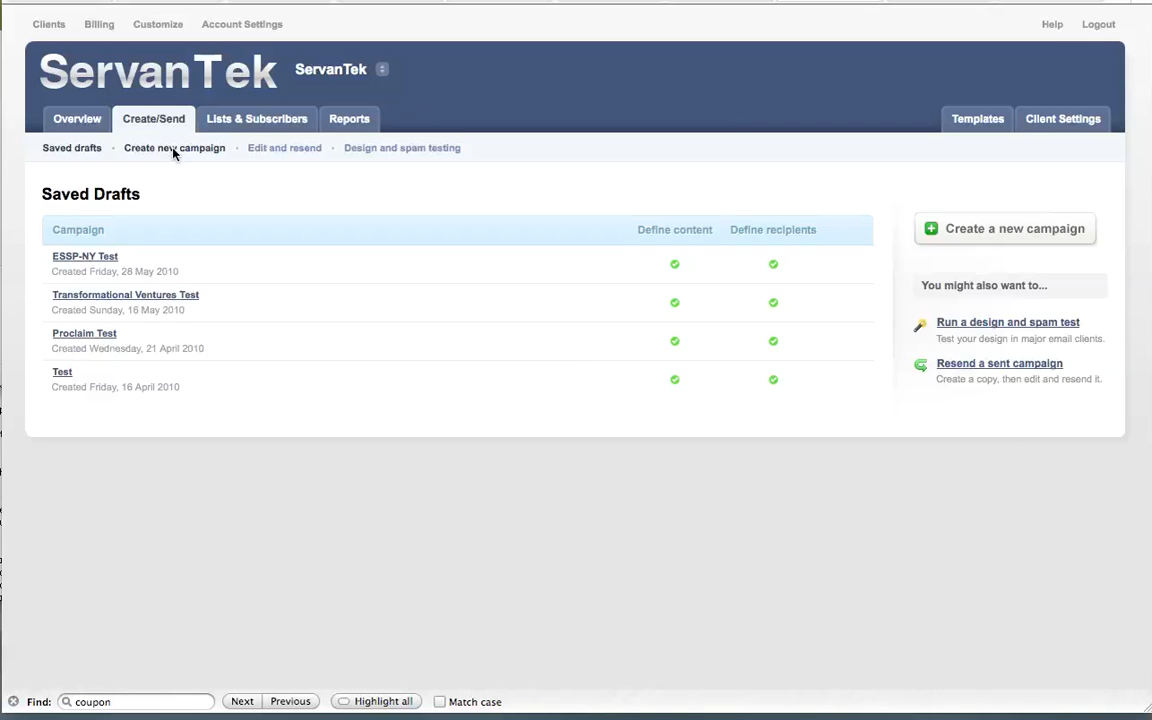 Clients Billing Customize Account Settings Help Logout
ServanTek ServanTek
Overview Create/Send Lists & Subscribers Reports Templates Client Settings
Saved drafts · Create new campaign · Edit and resend · Design and spam testing
Saved Drafts
Campaign Define content Define recipients
Create a new campaign
ESSP-NY Test
Created Friday, 28 May 2010
Transformational Ventures Test
Created Sunday, 16 May 2010
Proclaim Test
Created Wednesday, 21 April 2010
Test
Created Friday, 16 April 2010
You might also want to...
Run a design and spam test
Test your design in major email clients.
Resend a sent campaign
Create a copy, then edit and resend it.
Find: coupon Next Previous Highlight all Match case